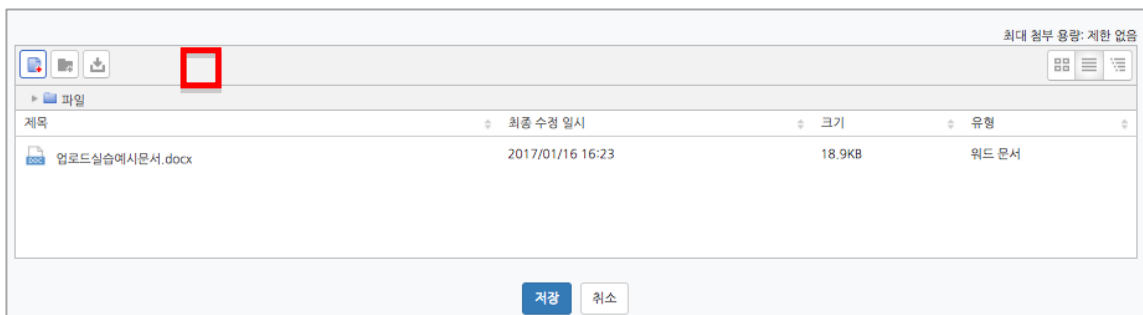 최대 첨부 용량: 제한 없음
파일
제목 최종 수정 일시 크기 유형
업로드실습예시문서.docx 2017/01/16 16:23 18.9KB 워드 문서
저장 취소